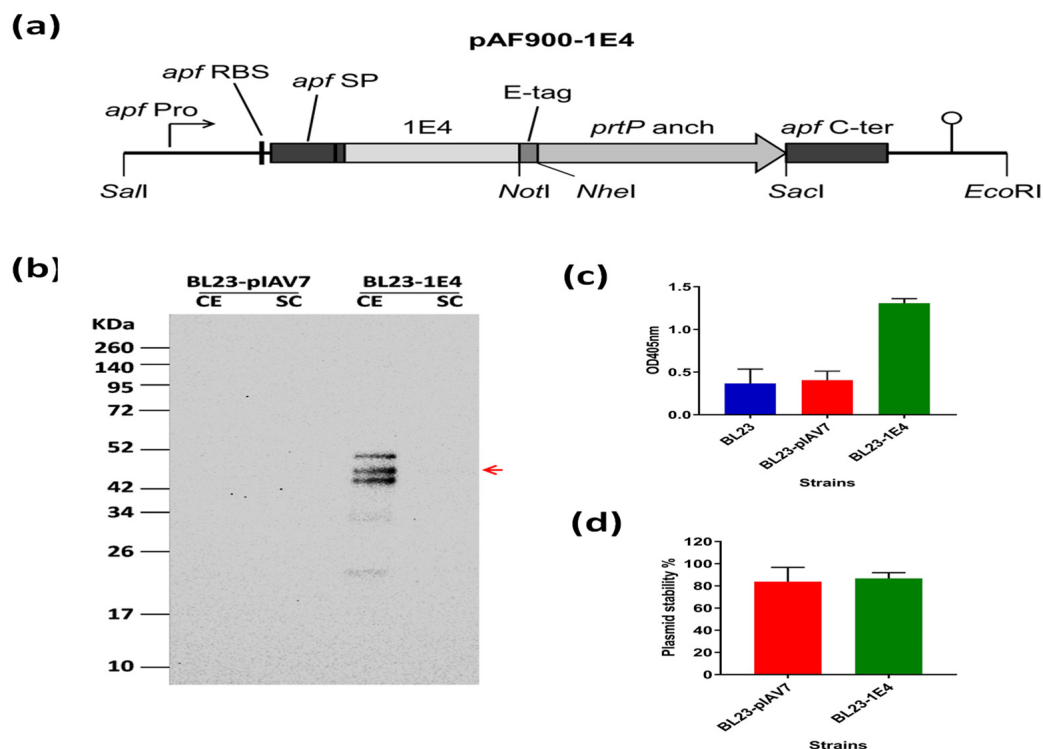 (a)
pAF900-1E4
apf RBS
apf SP
apf Pro
E-tag
1E4
prtP anch
apf C-ter
SalI
NotI
NheI
SacI
EcoRI
(b)
BL23-pIAV7 BL23-1E4
CE SC CE SC
KDa
260
140
95
72
52
42
34
26
17
10
(c)
OD405nm
1.5
1.0
0.5
0.0
BL23
BL23-pIAV7
BL23-1E4
Strains
(d)
Plasmid stability %
120
100
80
60
40
20
0
BL23-pIAV7
BL23-1E4
Strains